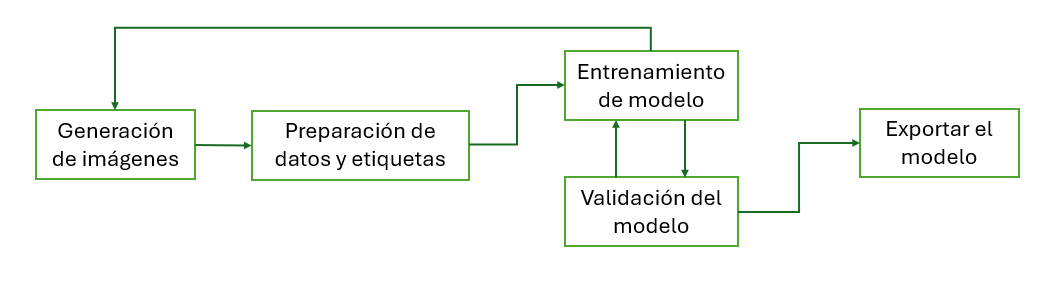 Generación
de imágenes
Preparación de
datos y etiquetas
Entrenamiento
de modelo
Validación del
modelo
Exportar el
modelo